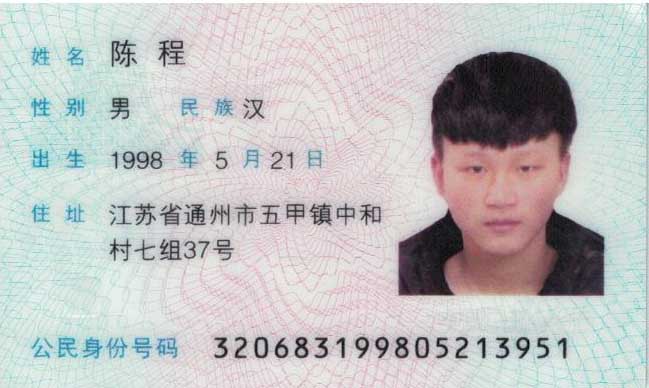 姓名 陈程
性别 男 民族 汉
出生 1998 年 5 月 21 日
住址 江苏省通州市五甲镇中和
村七组37号
公民身份号码 320683199805213951